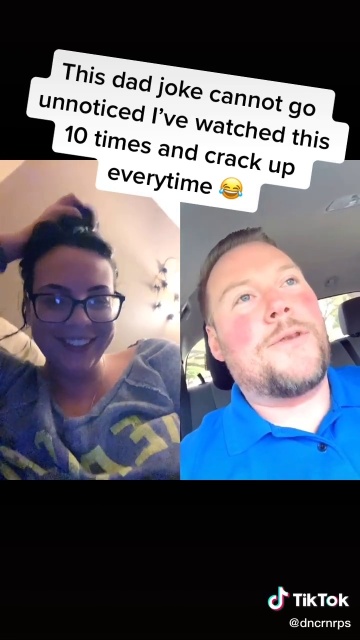 This dad joke cannot go
unnoticed I've watched this
10 times and crack up
everytime 😂
TikTok
@dncrnrps